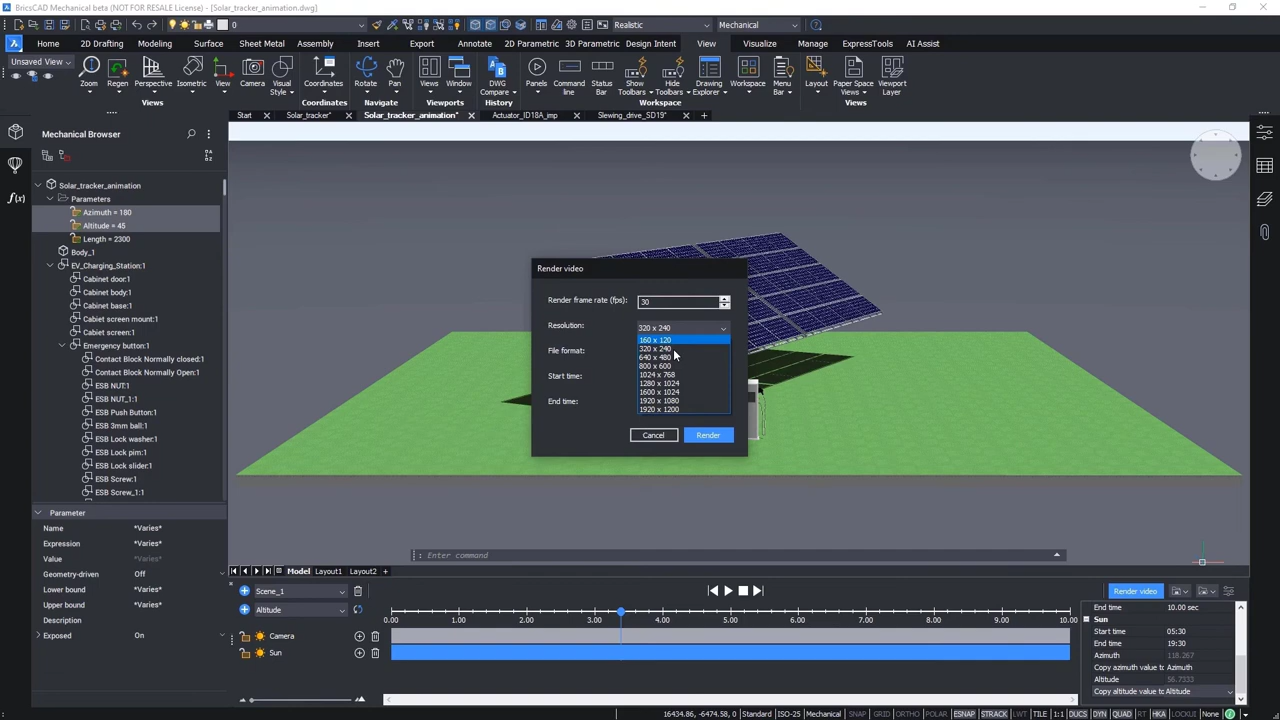 BricsCAD Mechanical beta (NOT FOR RESALE License) - [Solar_tracker_animation.dwg]
0 Realistic Mechanical
Home 2D Drafting Modeling Surface Sheet Metal Assembly Insert Export Annotate 2D Parametric 3D Parametric Design Intent View Visualize Manage ExpressTools AI Assist
Unsaved View
Zoom Regen Perspective Isometric View Camera Visual Style Coordinates Rotate Pan Views Window DWG Compare Panels Command line Status Bar Show Toolbars Hide Toolbars Drawing Explorer Workspace Menu Bar Layout Paper Space Views Viewport Layer
Views Coordinates Navigate Viewports History Workspace Views
Start Solar_tracker* Solar_tracker_animation* Actuator_ID18A_imp Slewing_drive_SD19*
Mechanical Browser
Solar_tracker_animation
Parameters
Azimuth = 180
Altitude = 45
Length = 2300
Body_1
EV_Charging_Station:1
Cabinet door:1
Cabinet body:1
Cabiet base:1
Cabiet screen mount:1
Cabiet screen:1
Emergency button:1
Contact Block Normally closed:1
Contact Block Normally Open:1
ESB NUT:1
ESB NUT_1:1
ESB Push Button:1
ESB 3mm ball:1
ESB Lock washer:1
ESB Lock pim:1
ESB Lock slider:1
ESB Screw:1
ESB Screw_1:1
Parameter
Name *Varies*
Expression *Varies*
Value *Varies*
Geometry-driven Off
Lower bound *Varies*
Upper bound *Varies*
Description
Exposed On
Render video
Render frame rate (fps): 30
Resolution: 320 x 240
160 x 120
320 x 240
640 x 480
800 x 600
1024 x 768
1280 x 1024
1600 x 1024
1920 x 1080
1920 x 1200
File format:
Start time:
End time:
Cancel Render
: Enter command
Model Layout1 Layout2 +
Scene_1
Altitude
0.00 1.00 2.00 3.00 4.00 5.00 6.00 7.00 8.00 9.00 10.00
Camera
Sun
Render video
End time 10.00 sec
Sun
Start time 05:30
End time 19:30
Azimuth 118.267
Copy azimuth value to Azimuth
Altitude 56.7333
Copy altitude value to Altitude
16434.86, -6474.58, 0 Standard ISO-25 Mechanical SNAP GRID ORTHO POLAR ESNAP STRACK LWT TILE 1:1 DUCS DYN QUAD RT HKA LOCKUI None